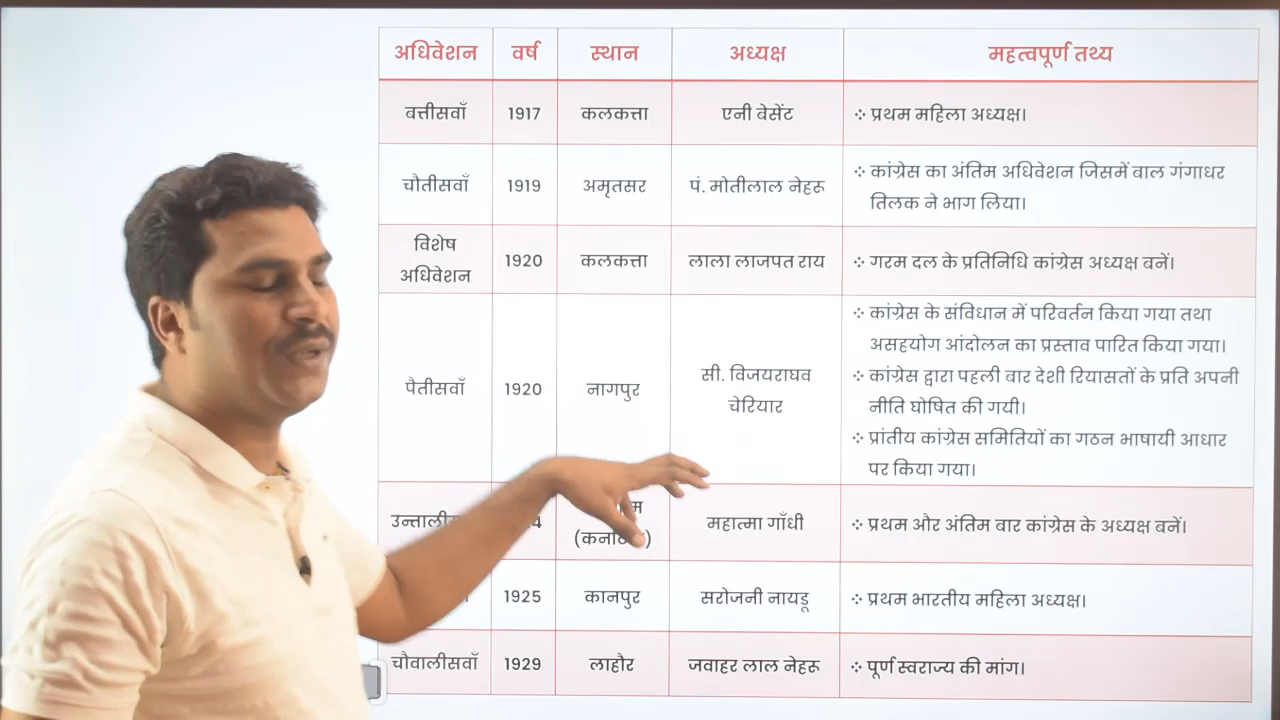 अधिवेशन वर्ष स्थान अध्यक्ष महत्वपूर्ण तथ्य
बत्तीसवाँ 1917 कलकत्ता एनी बेसेंट ❖ प्रथम महिला अध्यक्ष।
चौतीसवाँ 1919 अमृतसर पं. मोतीलाल नेहरू ❖ कांग्रेस का अंतिम अधिवेशन जिसमें बाल गंगाधर
तिलक ने भाग लिया।
विशेष
अधिवेशन 1920 कलकत्ता लाला लाजपत राय ❖ गरम दल के प्रतिनिधि कांग्रेस अध्यक्ष बनें।
पैतीसवाँ 1920 नागपुर सी. विजयराघव
चेरियार
❖ कांग्रेस के संविधान में परिवर्तन किया गया तथा
असहयोग आंदोलन का प्रस्ताव पारित किया गया।
❖ कांग्रेस द्वारा पहली बार देशी रियासतों के प्रति अपनी
नीति घोषित की गयी।
❖ प्रांतीय कांग्रेस समितियों का गठन भाषायी आधार
पर किया गया।
महात्मा गाँधी ❖ प्रथम और अंतिम बार कांग्रेस के अध्यक्ष बनें।
1925 कानपुर सरोजनी नायडू ❖ प्रथम भारतीय महिला अध्यक्ष।
चौवालीसवाँ 1929 लाहौर जवाहर लाल नेहरू ❖ पूर्ण स्वराज्य की मांग।